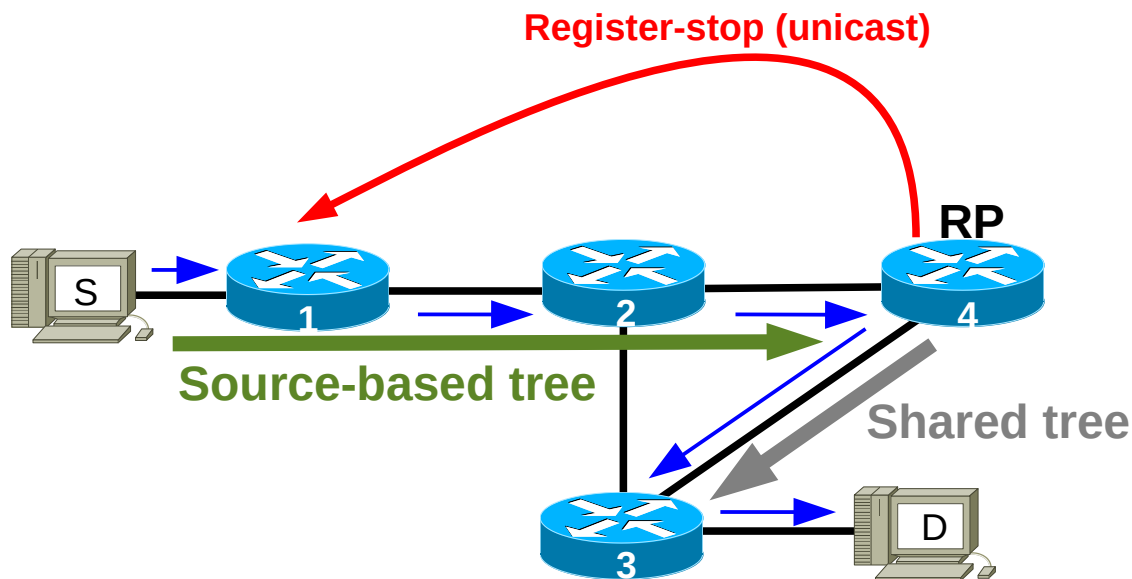 Register-stop (unicast)
RP
S
1
2
4
Source-based tree
Shared tree
3
D